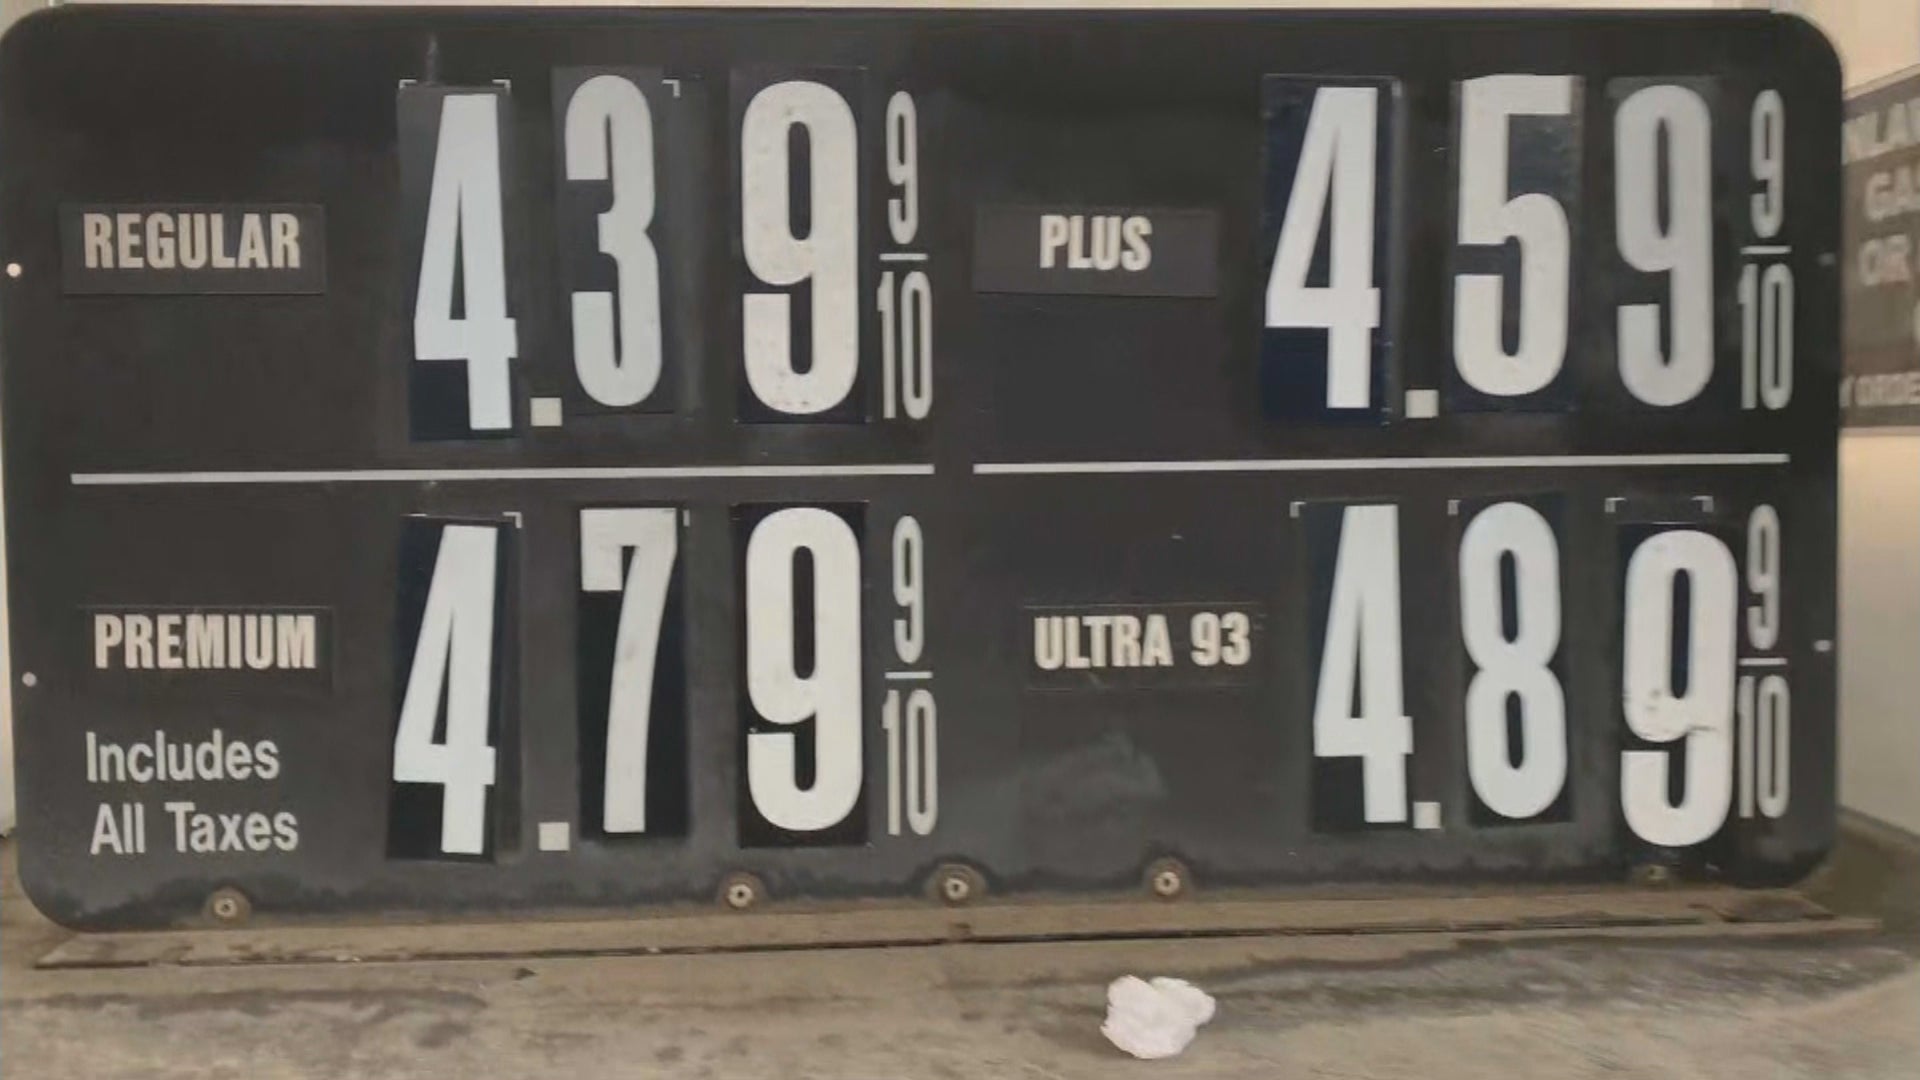 REGULAR 4.39 9/10
PLUS 4.59 9/10
PREMIUM 4.79 9/10
ULTRA 93 4.89 9/10
Includes
All Taxes
OR